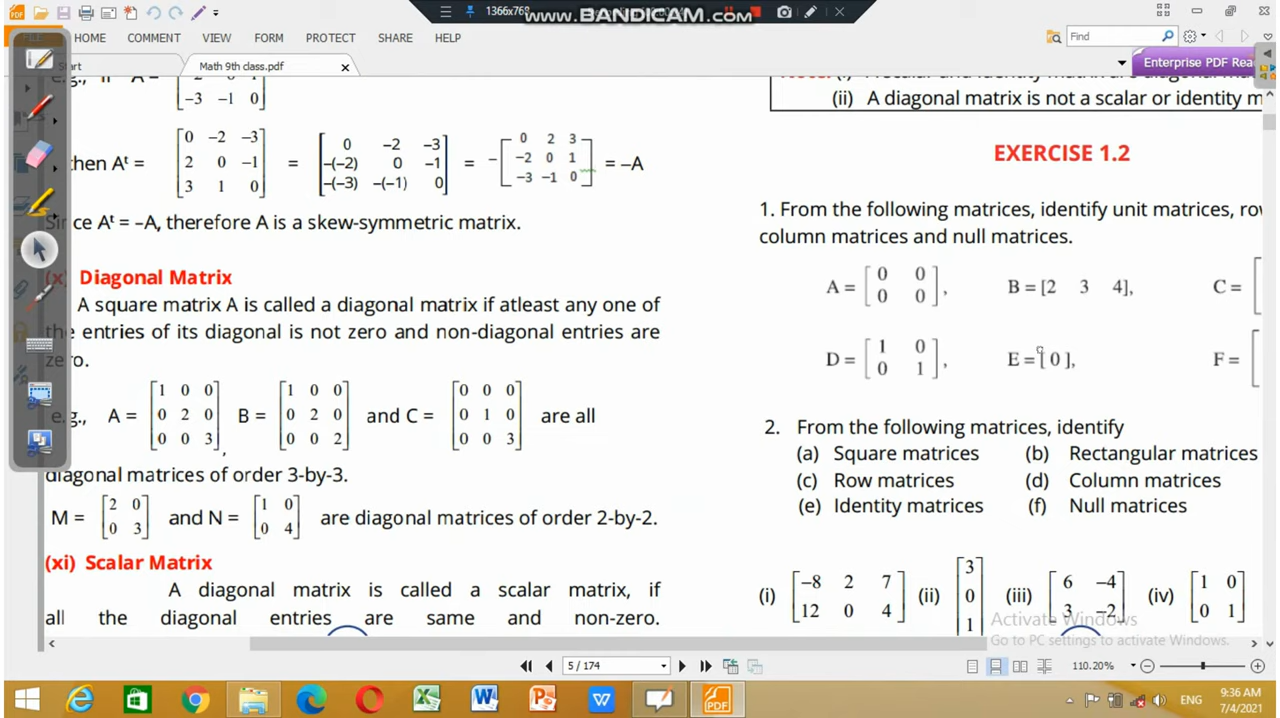 1366x768
www.BANDICAM.com
FILE HOME COMMENT VIEW FORM PROTECT SHARE HELP
Find
Start
Math 9th class.pdf
Enterprise PDF Rea
−3 −1 0
then Aᵗ = [0 −2 −3 = [0 −2 −3 = − [0 2 3 = –A
2 0 −1 −(−2) 0 −1 −2 0 1
3 1 0] −(−3) −(−1) 0] −3 −1 0]
Since Aᵗ = –A, therefore A is a skew-symmetric matrix.
(x) Diagonal Matrix
A square matrix A is called a diagonal matrix if atleast any one of
the entries of its diagonal is not zero and non-diagonal entries are
zero.
e.g., A = [1 0 0 B = [1 0 0 and C = [0 0 0 are all
0 2 0 0 2 0 0 1 0
0 0 3], 0 0 2] 0 0 3]
diagonal matrices of order 3-by-3.
M = [2 0 and N = [1 0 are diagonal matrices of order 2-by-2.
0 3] 0 4]
(xi) Scalar Matrix
A diagonal matrix is called a scalar matrix, if
all the diagonal entries are same and non-zero.
(ii) A diagonal matrix is not a scalar or identity m
EXERCISE 1.2
1. From the following matrices, identify unit matrices, row
column matrices and null matrices.
A = [0 0 B = [2 3 4], C =
0 0],
D = [1 0 E = [ 0 ], F =
0 1],
2. From the following matrices, identify
(a) Square matrices (b) Rectangular matrices
(c) Row matrices (d) Column matrices
(e) Identity matrices (f) Null matrices
(i) [−8 2 7 (ii) [3 (iii) [6 −4 (iv) [1 0
12 0 4] 0 3 −2] 0 1]
1]
Activate Windows
Go to PC settings to activate Windows.
5 / 174
110.20%
ENG
9:36 AM
7/4/2021